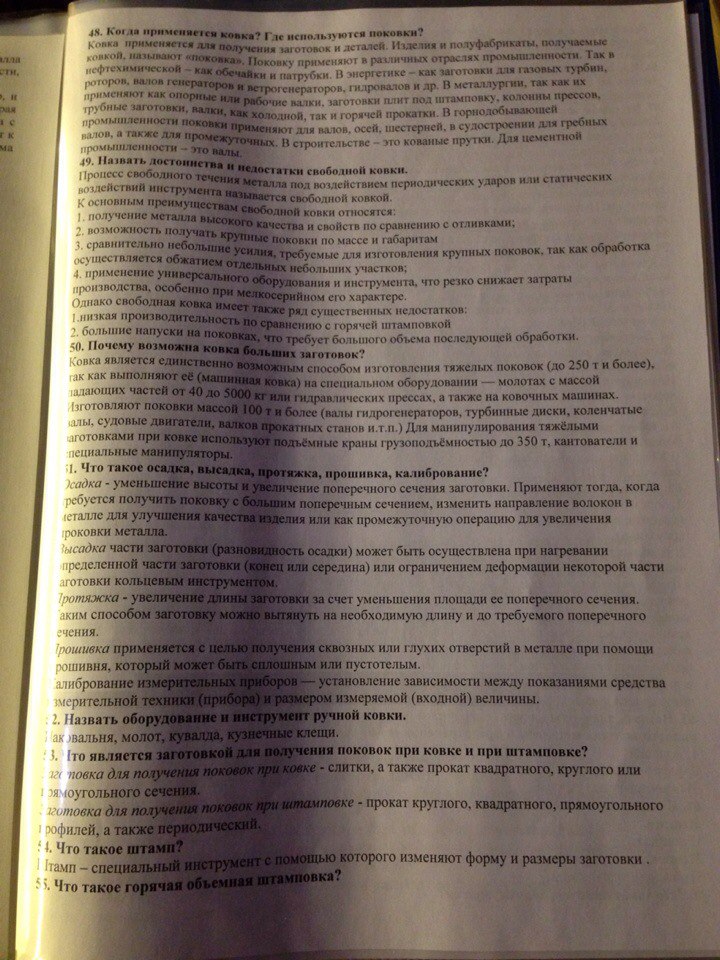 алла
сти,
о, и
рая
а с
т к
ма
48. Когда применяется ковка? Где используются поковки?
Ковка применяется для получения заготовок и деталей. Изделия и полуфабрикаты, получаемые
ковкой, называют «поковка». Поковку применяют в различных отраслях промышленности. Так в
нефтехимической – как обечайки и патрубки. В энергетике – как заготовки для газовых турбин,
роторов, валов генераторов и ветрогенераторов, гидровалов и др. В металлургии, так как их
применяют как опорные или рабочие валки, заготовки плит под штамповку, колонны прессов,
трубные заготовки, валки, как холодной, так и горячей прокатки. В горнодобывающей
промышленности поковки применяют для валов, осей, шестерней, в судостроении для гребных
валов, а также для промежуточных. В строительстве – это кованые прутки. Для цементной
промышленности – это валы.
49. Назвать достоинства и недостатки свободной ковки.
Процесс свободного течения металла под воздействием периодических ударов или статических
воздействий инструмента называется свободной ковкой.
К основным преимуществам свободной ковки относятся:
1. получение металла высокого качества и свойств по сравнению с отливками;
2. возможность получать крупные поковки по массе и габаритам
3. сравнительно небольшие усилия, требуемые для изготовления крупных поковок, так как обработка
осуществляется обжатием отдельных небольших участков;
4. применение универсального оборудования и инструмента, что резко снижает затраты
производства, особенно при мелкосерийном его характере.
Однако свободная ковка имеет также ряд существенных недостатков:
1.низкая производительность по сравнению с горячей штамповкой
2. большие напуски на поковках, что требует большого объема последующей обработки.
50. Почему возможна ковка больших заготовок?
Ковка является единственно возможным способом изготовления тяжелых поковок (до 250 т и более),
так как выполняют её (машинная ковка) на специальном оборудовании — молотах с массой
падающих частей от 40 до 5000 кг или гидравлических прессах, а также на ковочных машинах.
Изготовляют поковки массой 100 т и более (валы гидрогенераторов, турбинные диски, коленчатые
валы, судовые двигатели, валков прокатных станов и.т.п.) Для манипулирования тяжёлыми
заготовками при ковке используют подъёмные краны грузоподъёмностью до 350 т, кантователи и
специальные манипуляторы.
51. Что такое осадка, высадка, протяжка, прошивка, калибрование?
Осадка - уменьшение высоты и увеличение поперечного сечения заготовки. Применяют тогда, когда
требуется получить поковку с большим поперечным сечением, изменить направление волокон в
металле для улучшения качества изделия или как промежуточную операцию для увеличения
проковки металла.
Высадка части заготовки (разновидность осадки) может быть осуществлена при нагревании
определенной части заготовки (конец или середина) или ограничением деформации некоторой части
заготовки кольцевым инструментом.
Протяжка - увеличение длины заготовки за счет уменьшения площади ее поперечного сечения.
Таким способом заготовку можно вытянуть на необходимую длину и до требуемого поперечного
сечения.
Прошивка применяется с целью получения сквозных или глухих отверстий в металле при помощи
прошивня, который может быть сплошным или пустотелым.
Калибрование измерительных приборов — установление зависимости между показаниями средства
измерительной техники (прибора) и размером измеряемой (входной) величины.
52. Назвать оборудование и инструмент ручной ковки.
Наковальня, молот, кувалда, кузнечные клещи.
53. Что является заготовкой для получения поковок при ковке и при штамповке?
Заготовка для получения поковок при ковке - слитки, а также прокат квадратного, круглого или
прямоугольного сечения.
Заготовка для получения поковок при штамповке - прокат круглого, квадратного, прямоугольного
профилей, а также периодический.
54. Что такое штамп?
Штамп – специальный инструмент с помощью которого изменяют форму и размеры заготовки .
55. Что такое горячая объемная штамповка?